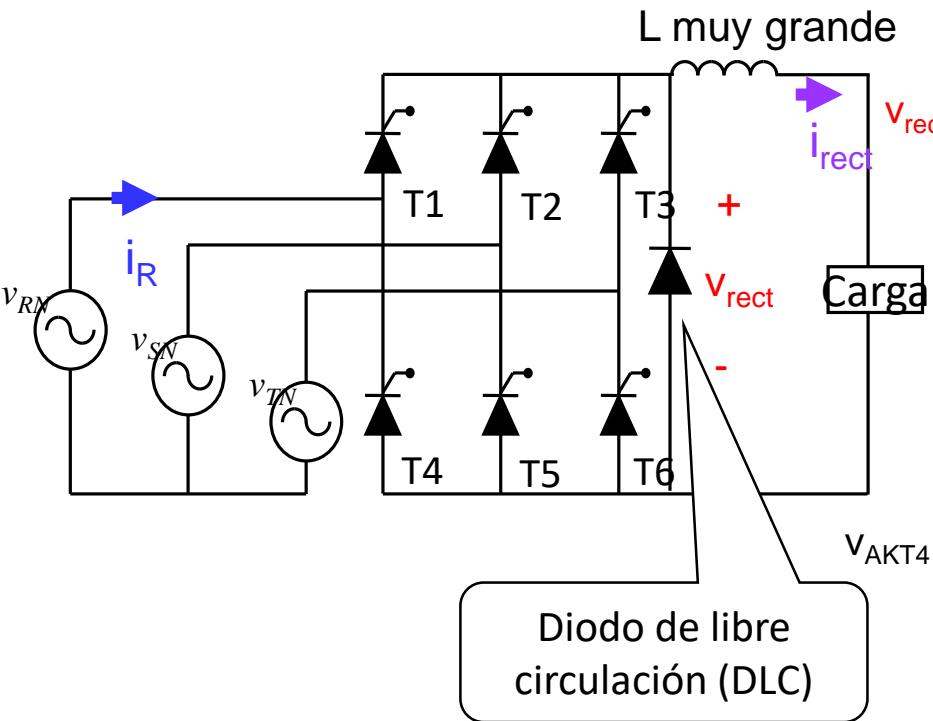 L muy grande
v_rec
i_rect
T1
T2
T3
+
i_R
v_RN
v_rect
Carga
v_SN
-
v_TN
T4
T5
T6
v_AKT4
Diodo de libre
circulación (DLC)